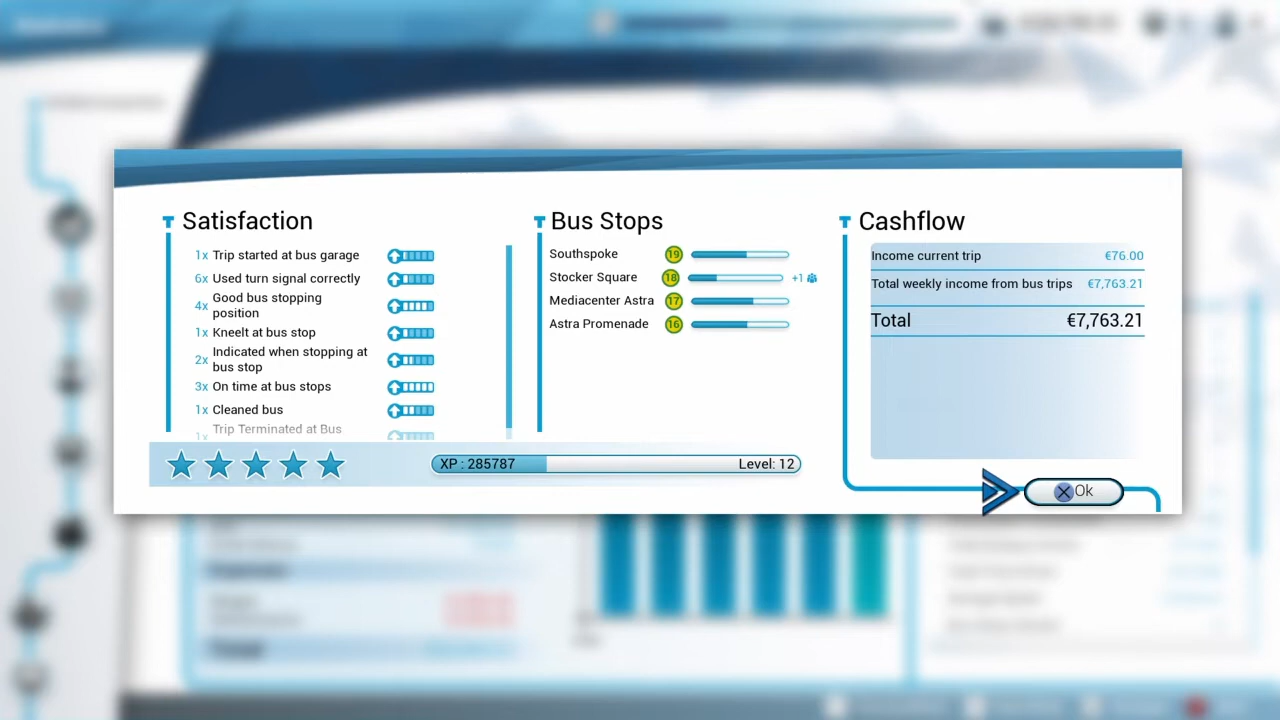 Satisfaction
1x Trip started at bus garage
6x Used turn signal correctly
4x Good bus stopping
position
1x Kneelt at bus stop
2x Indicated when stopping at
bus stop
3x On time at bus stops
1x Cleaned bus
1x Trip Terminated at Bus
XP : 285787 Level: 12
Bus Stops
Southspoke 19
Stocker Square 18 +1
Mediacenter Astra 17
Astra Promenade 16
Cashflow
Income current trip €76.00
Total weekly income from bus trips €7,763.21
Total €7,763.21
Ok